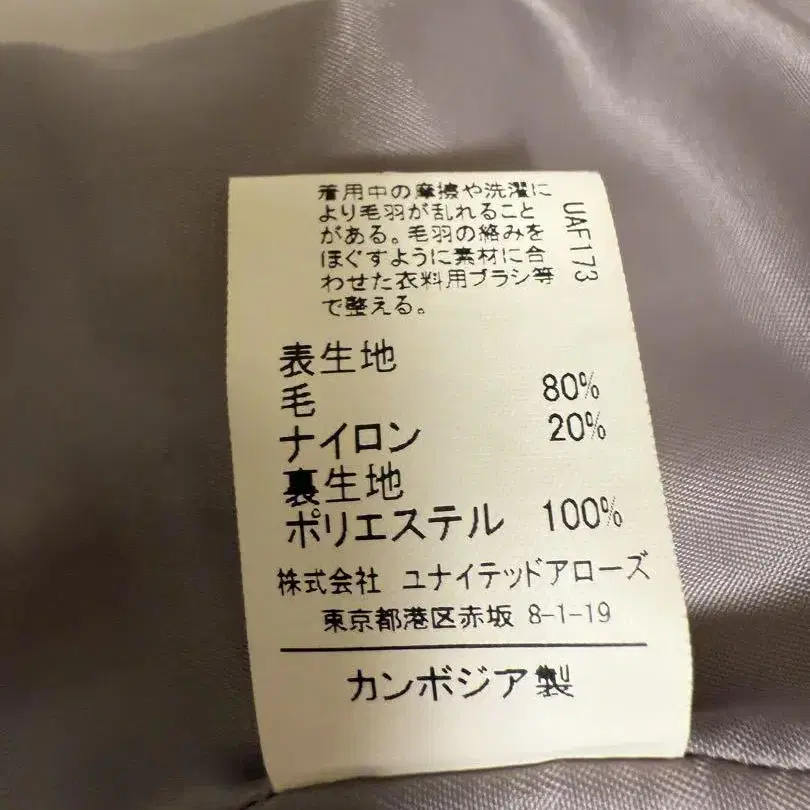 着用中の摩擦や洗濯に
より毛羽が乱れること
がある。毛羽の絡みを
ほぐすように素材に合
わせた衣料用ブラシ等
で整える。
UAF173
表生地
毛 80%
ナイロン 20%
裏生地
ポリエステル 100%
株式会社 ユナイテッドアローズ
東京都港区赤坂 8-1-19
カンボジア製